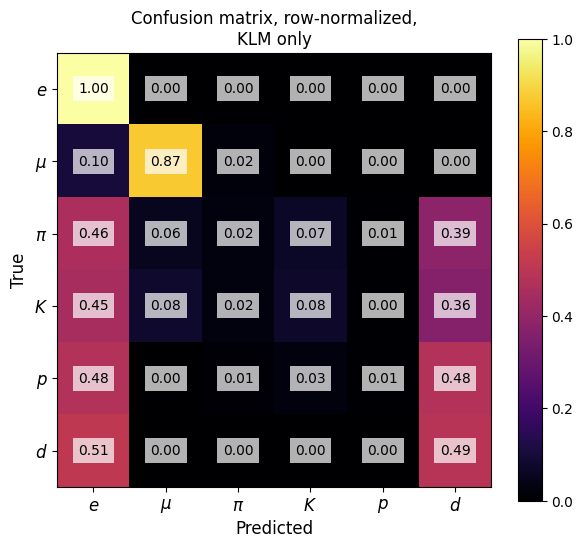 Confusion matrix, row-normalized,
KLM only
True
e 1.00 0.00 0.00 0.00 0.00 0.00
μ 0.10 0.87 0.02 0.00 0.00 0.00
π 0.46 0.06 0.02 0.07 0.01 0.39
K 0.45 0.08 0.02 0.08 0.00 0.36
p 0.48 0.00 0.01 0.03 0.01 0.48
d 0.51 0.00 0.00 0.00 0.00 0.49
e μ π K p d
Predicted
1.0
0.8
0.6
0.4
0.2
0.0